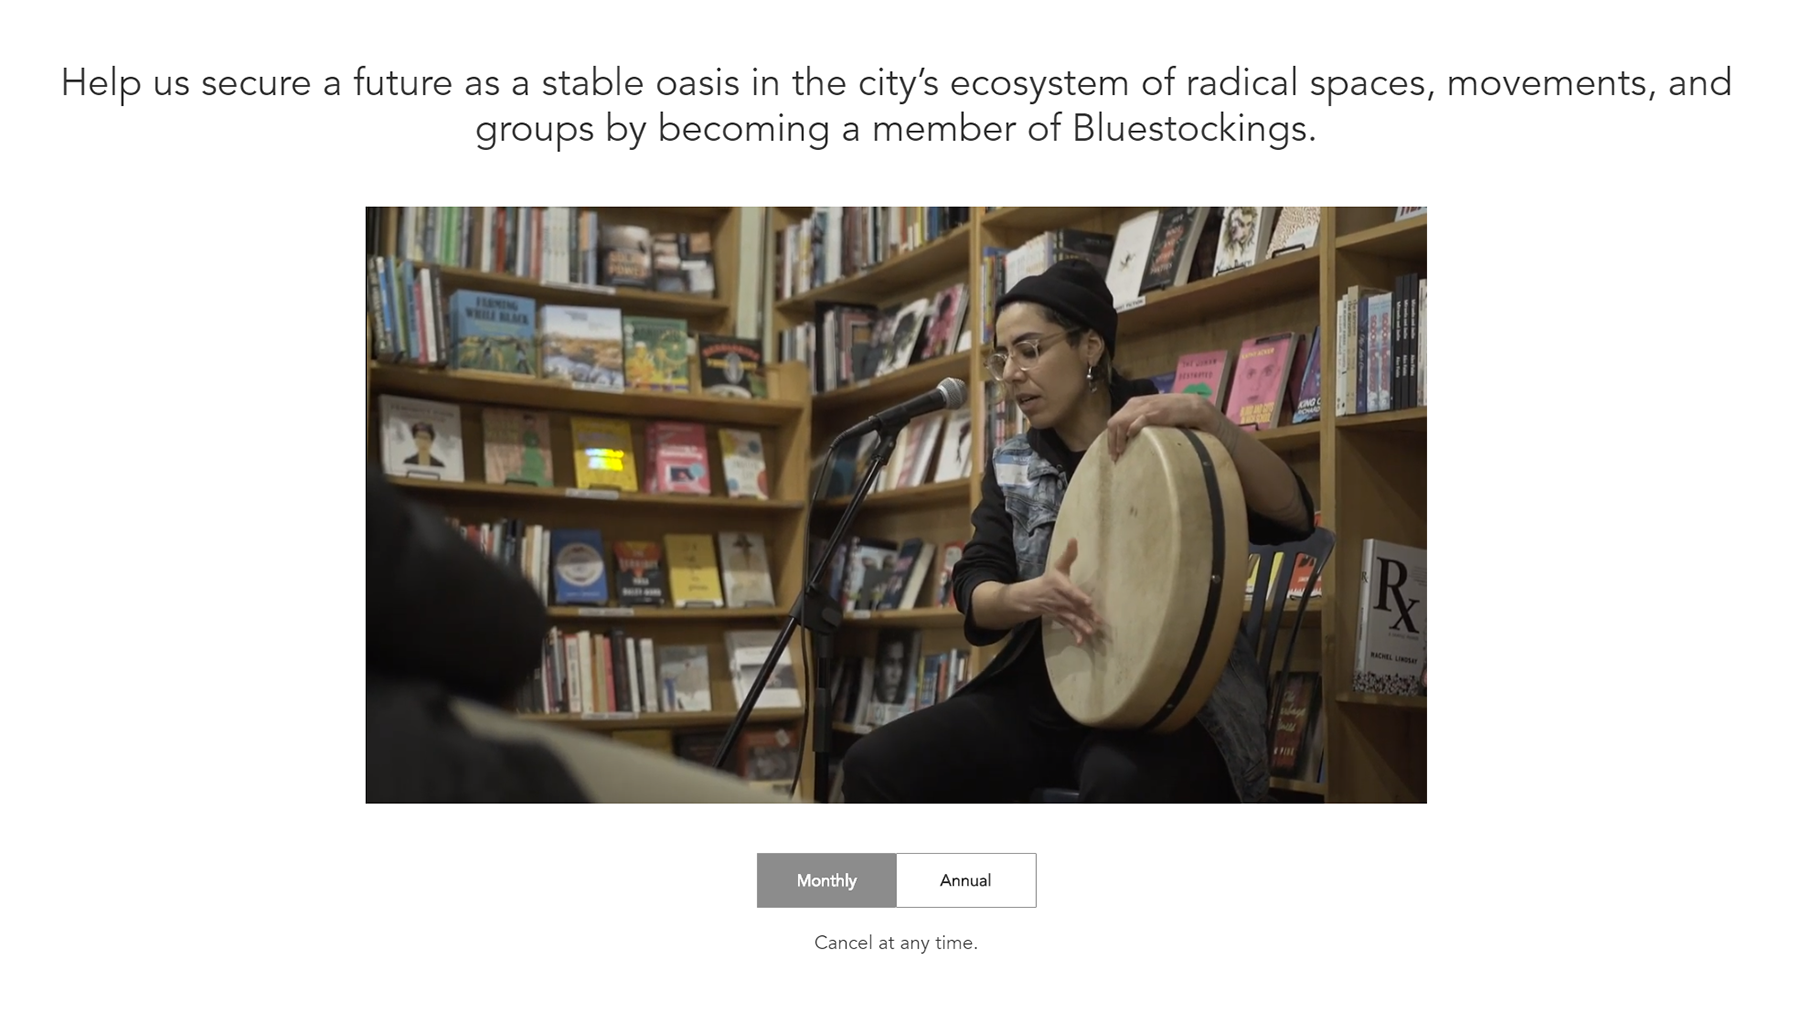 Help us secure a future as a stable oasis in the city’s ecosystem of radical spaces, movements, and
groups by becoming a member of Bluestockings.
FARMING
WHILE BLACK
Rx
RACHEL LINDSAY
Monthly
Annual
Cancel at any time.